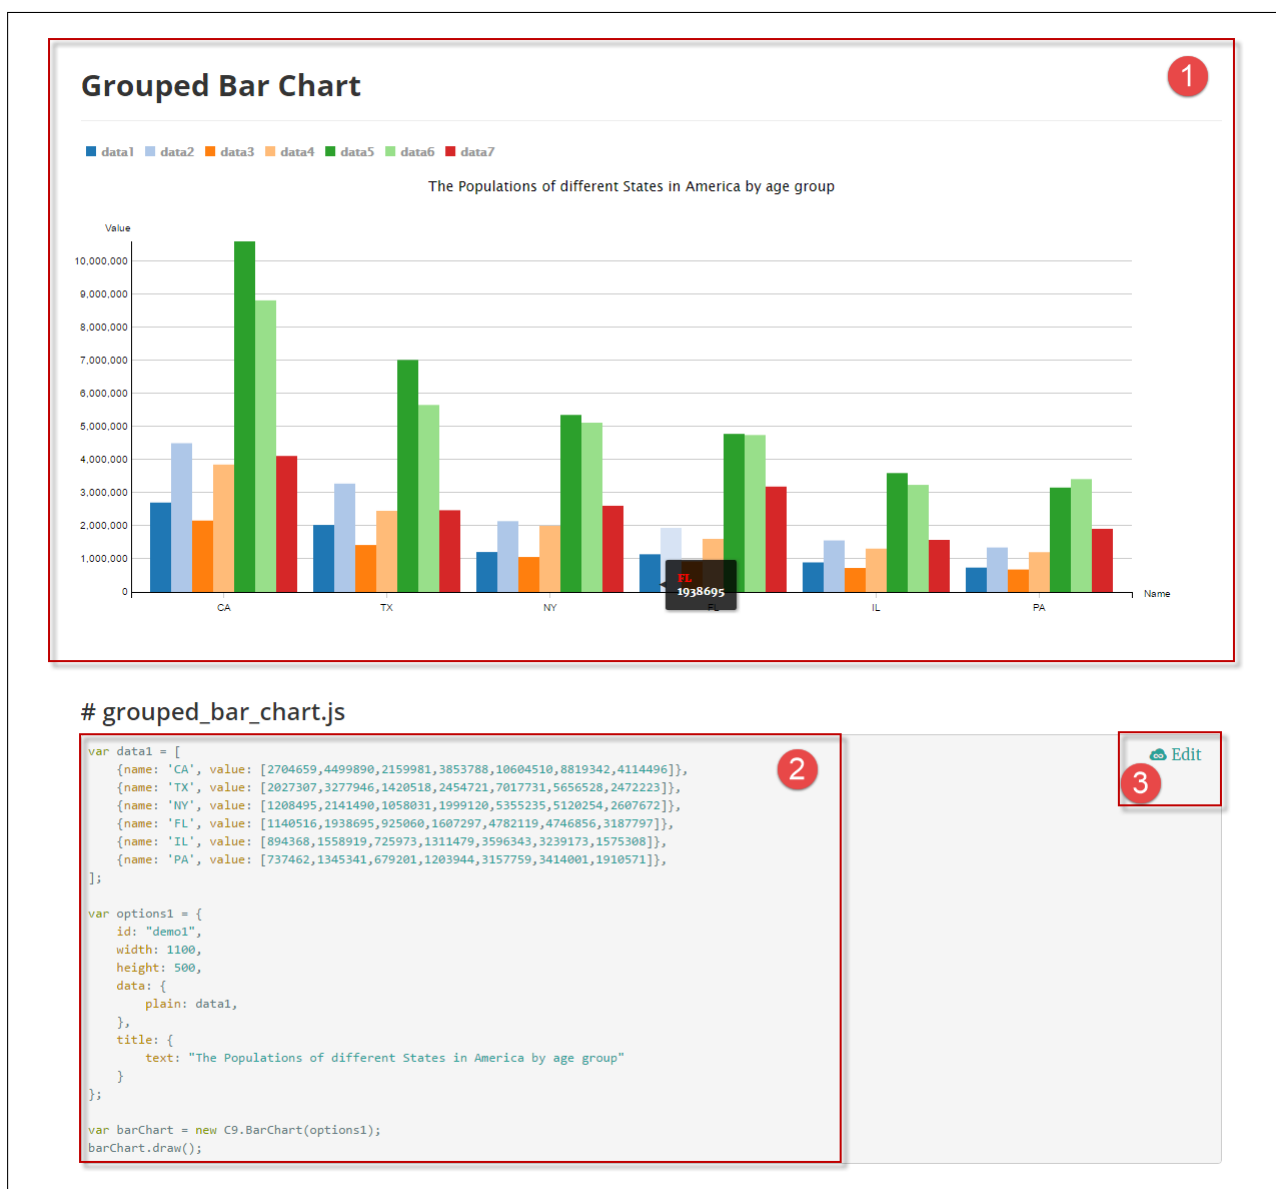 Grouped Bar Chart
1
data1 data2 data3 data4 data5 data6 data7
The Populations of different States in America by age group
Value
10,000,000
9,000,000
8,000,000
7,000,000
6,000,000
5,000,000
4,000,000
3,000,000
2,000,000
1,000,000
0
FL
1938695
Name
CA TX NY FL IL PA
# grouped_bar_chart.js
Edit
2
3
var data1 = [
    {name: 'CA', value: [2704659,4499890,2159981,3853788,10604510,8819342,4114496]},
    {name: 'TX', value: [2027307,3277946,1420518,2454721,7017731,5656528,2472223]},
    {name: 'NY', value: [1208495,2141490,1058031,1999120,5355235,5120254,2607672]},
    {name: 'FL', value: [1140516,1938695,925060,1607297,4782119,4746856,3187797]},
    {name: 'IL', value: [894368,1558919,725973,1311479,3596343,3239173,1575308]},
    {name: 'PA', value: [737462,1345341,679201,1203944,3157759,3414001,1910571]},
];
var options1 = {
    id: "demo1",
    width: 1100,
    height: 500,
    data: {
        plain: data1,
    },
    title: {
        text: "The Populations of different States in America by age group"
    }
};
var barChart = new C9.BarChart(options1);
barChart.draw();